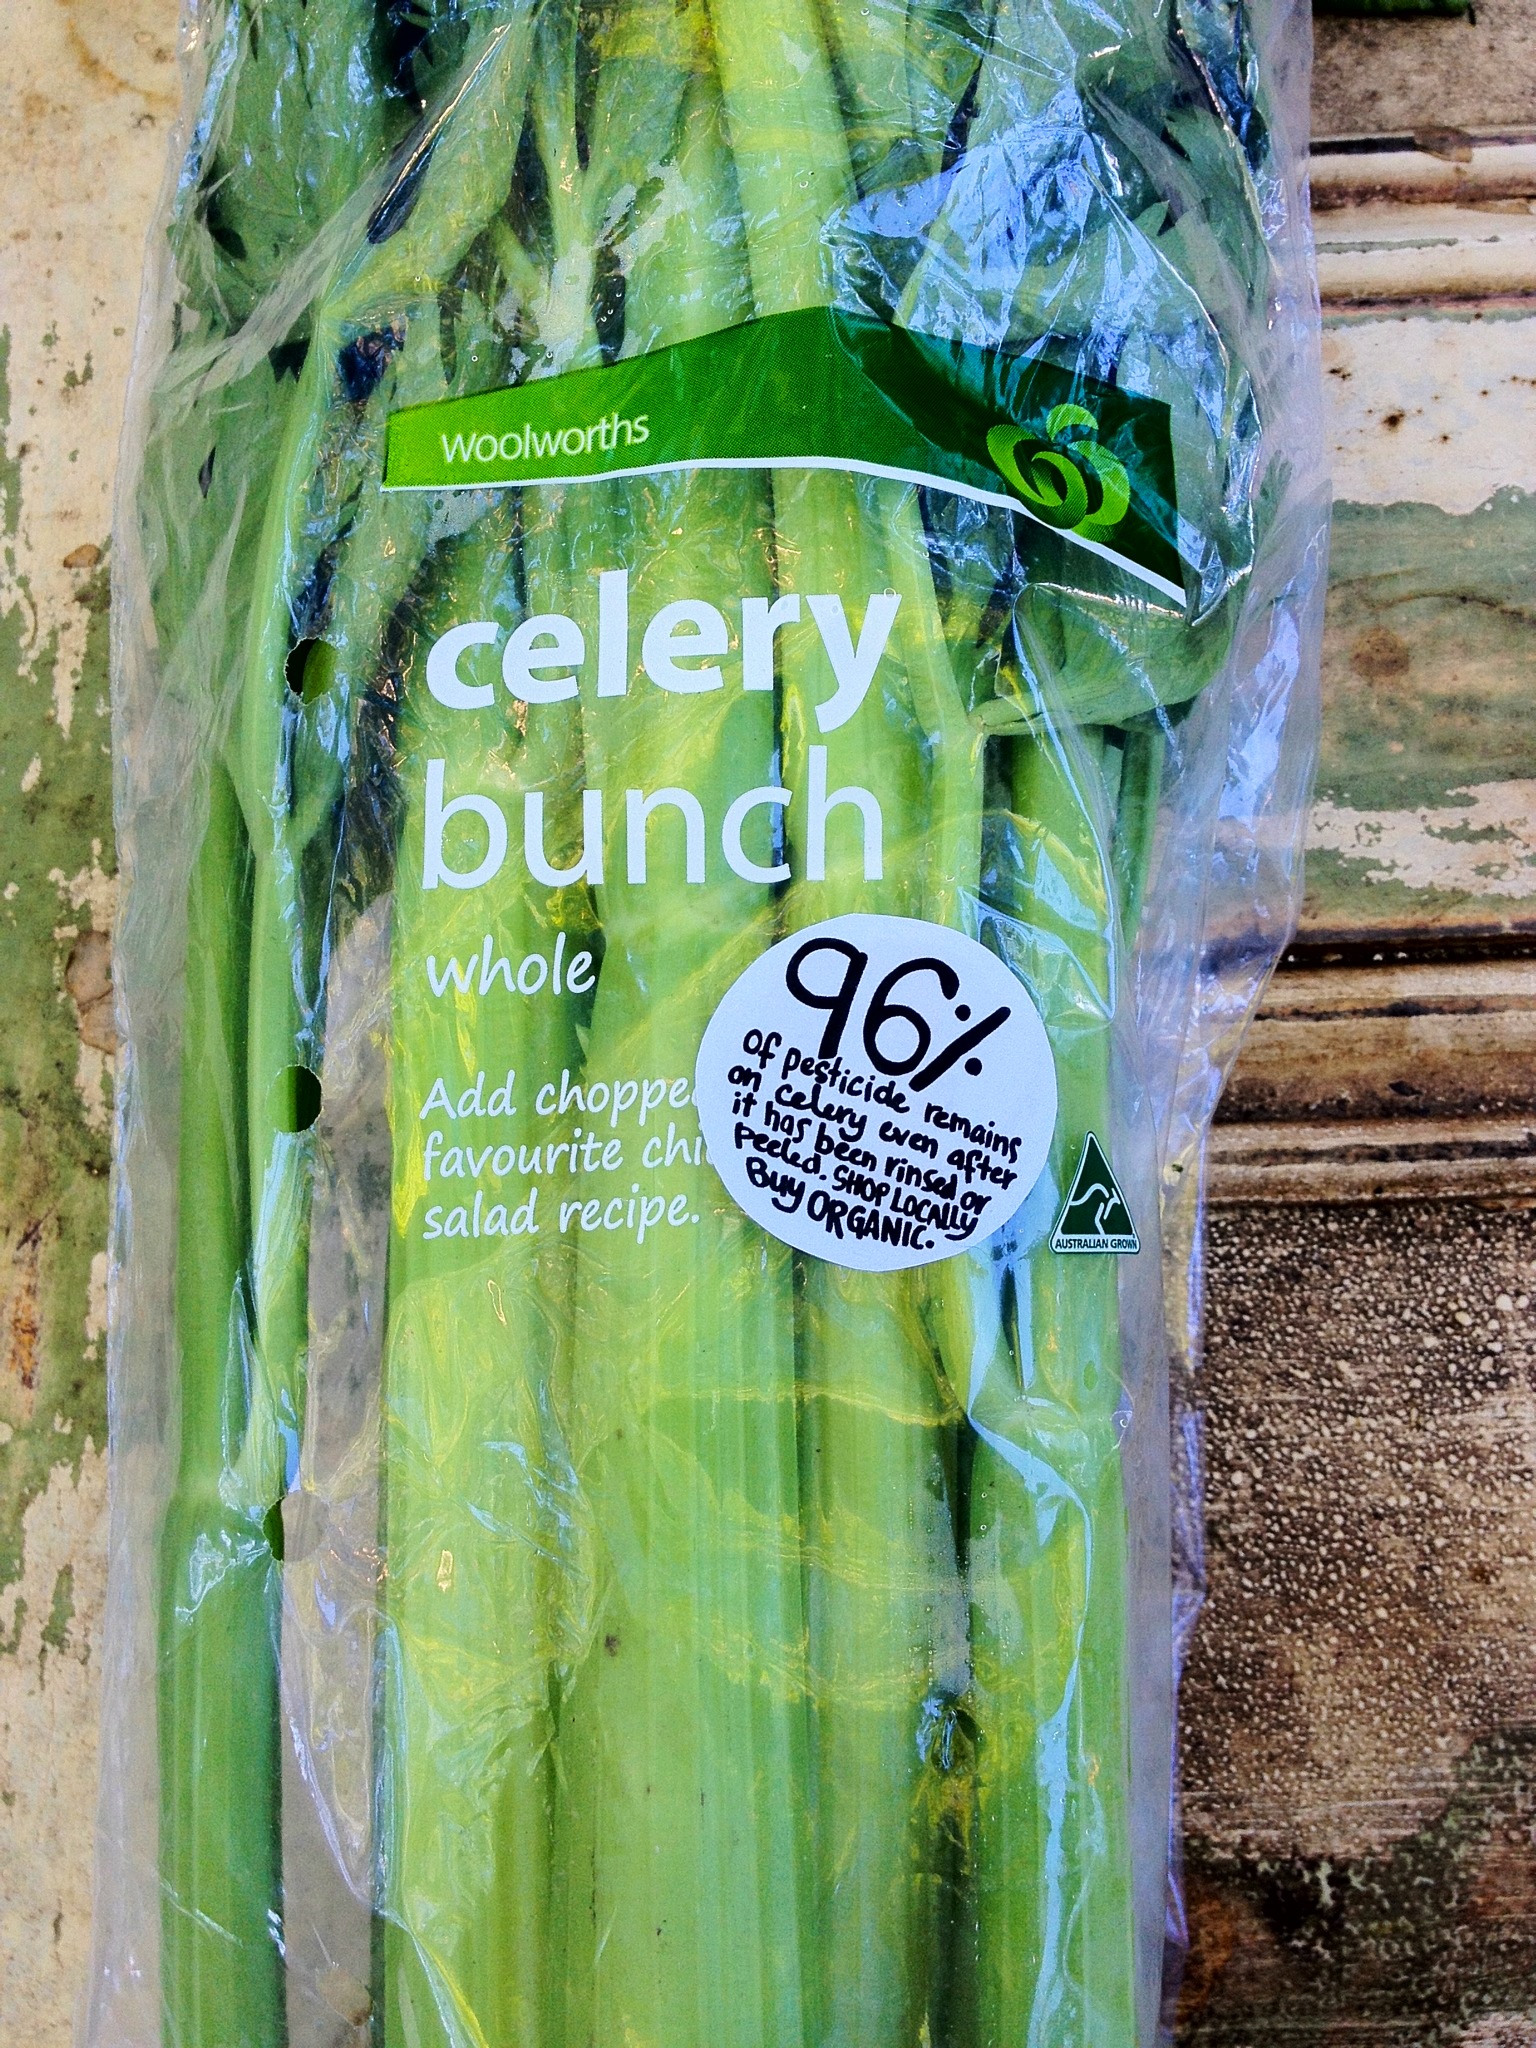 Woolworths
celery
bunch
whole
Add chopped
favourite chi
salad recipe.
96%
of pesticide remains
on celery even after
it has been rinsed or
peeled. SHOP LOCALLY
Buy ORGANIC.
AUSTRALIAN GROWN